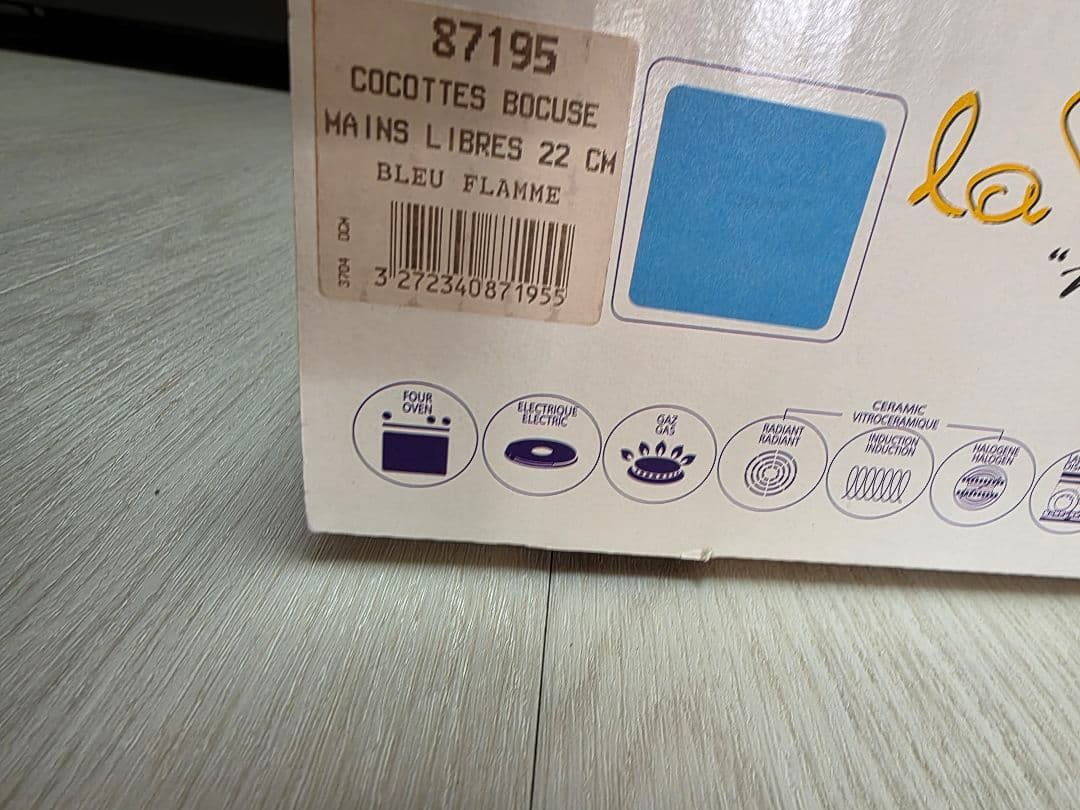 87195
COCOTTES BOCUSE
MAINS LIBRES 22 CM
BLEU FLAMME
3704 DCM
3 272340 871955
la
FOUR
OVEN
ELECTRIQUE
ELECTRIC
GAZ
GAS
CERAMIC
VITROCERAMIQUE
RADIANT
RADIANT
INDUCTION
INDUCTION
HALOGENE
HALOGEN